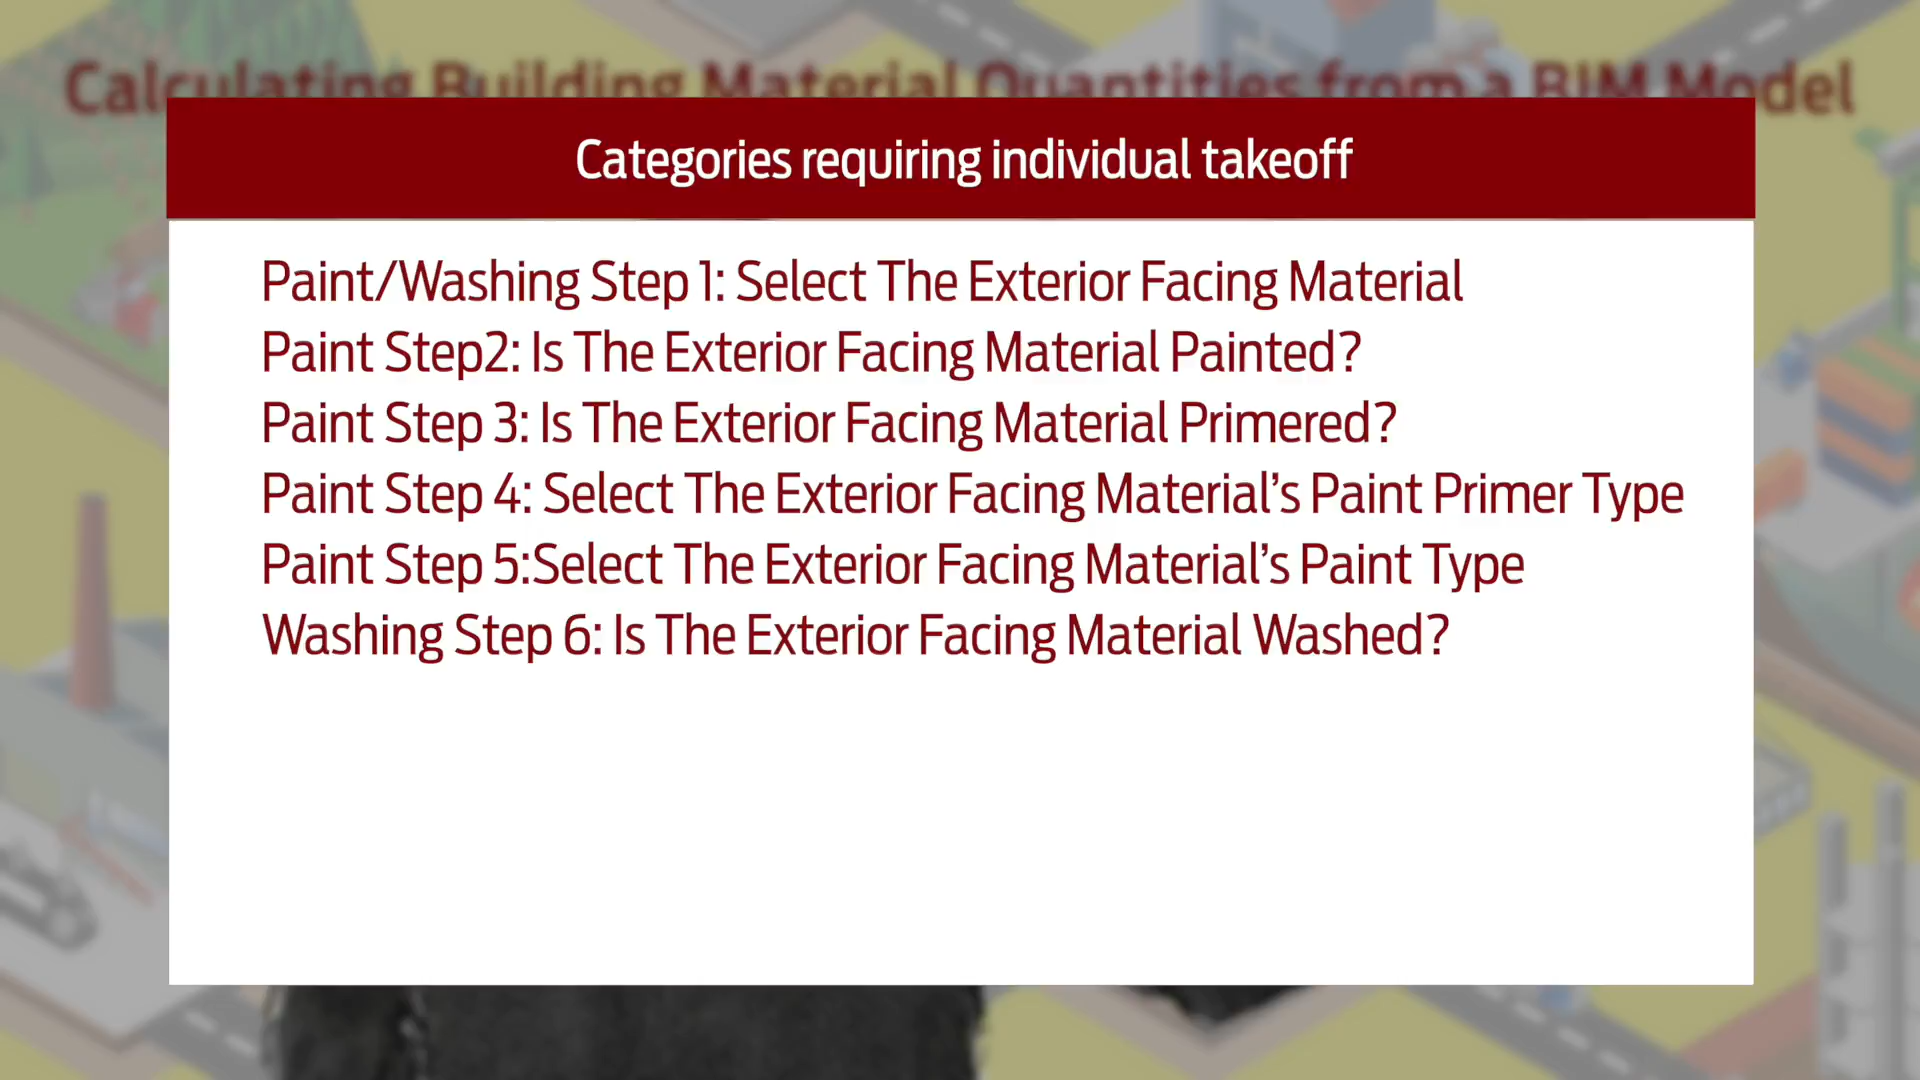 Calculating Building Material Quantities from a BIM Model
Categories requiring individual takeoff
Paint/Washing Step 1: Select The Exterior Facing Material
Paint Step2: Is The Exterior Facing Material Painted?
Paint Step 3: Is The Exterior Facing Material Primered?
Paint Step 4: Select The Exterior Facing Material’s Paint Primer Type
Paint Step 5:Select The Exterior Facing Material’s Paint Type
Washing Step 6: Is The Exterior Facing Material Washed?